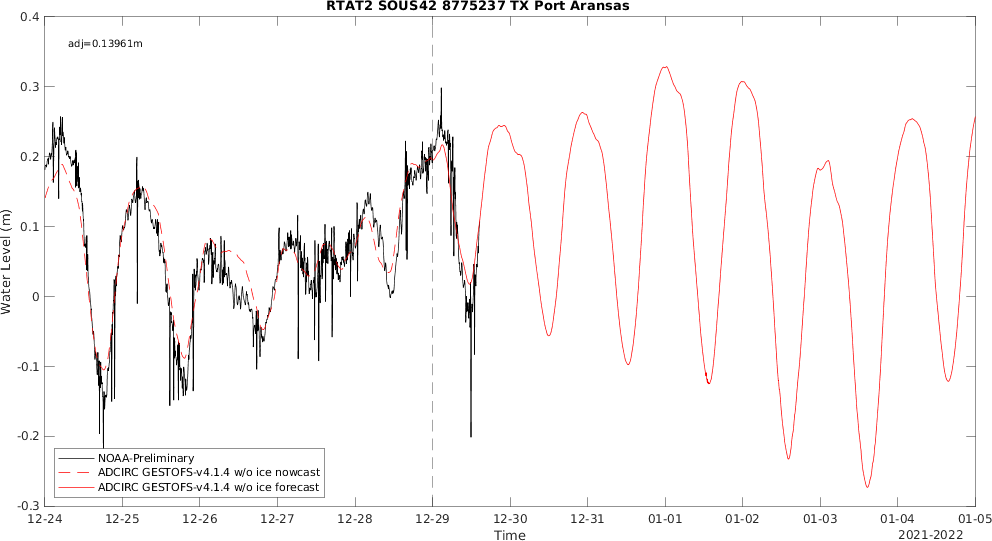 RTAT2 SOUS42 8775237 TX Port Aransas
adj=0.13961m
0.4
0.3
0.2
0.1
0
-0.1
-0.2
-0.3
Water Level (m)
NOAA-Preliminary
ADCIRC GESTOFS-v4.1.4 w/o ice nowcast
ADCIRC GESTOFS-v4.1.4 w/o ice forecast
12-24 12-25 12-26 12-27 12-28 12-29 12-30 12-31 01-01 01-02 01-03 01-04 01-05
Time
2021-2022